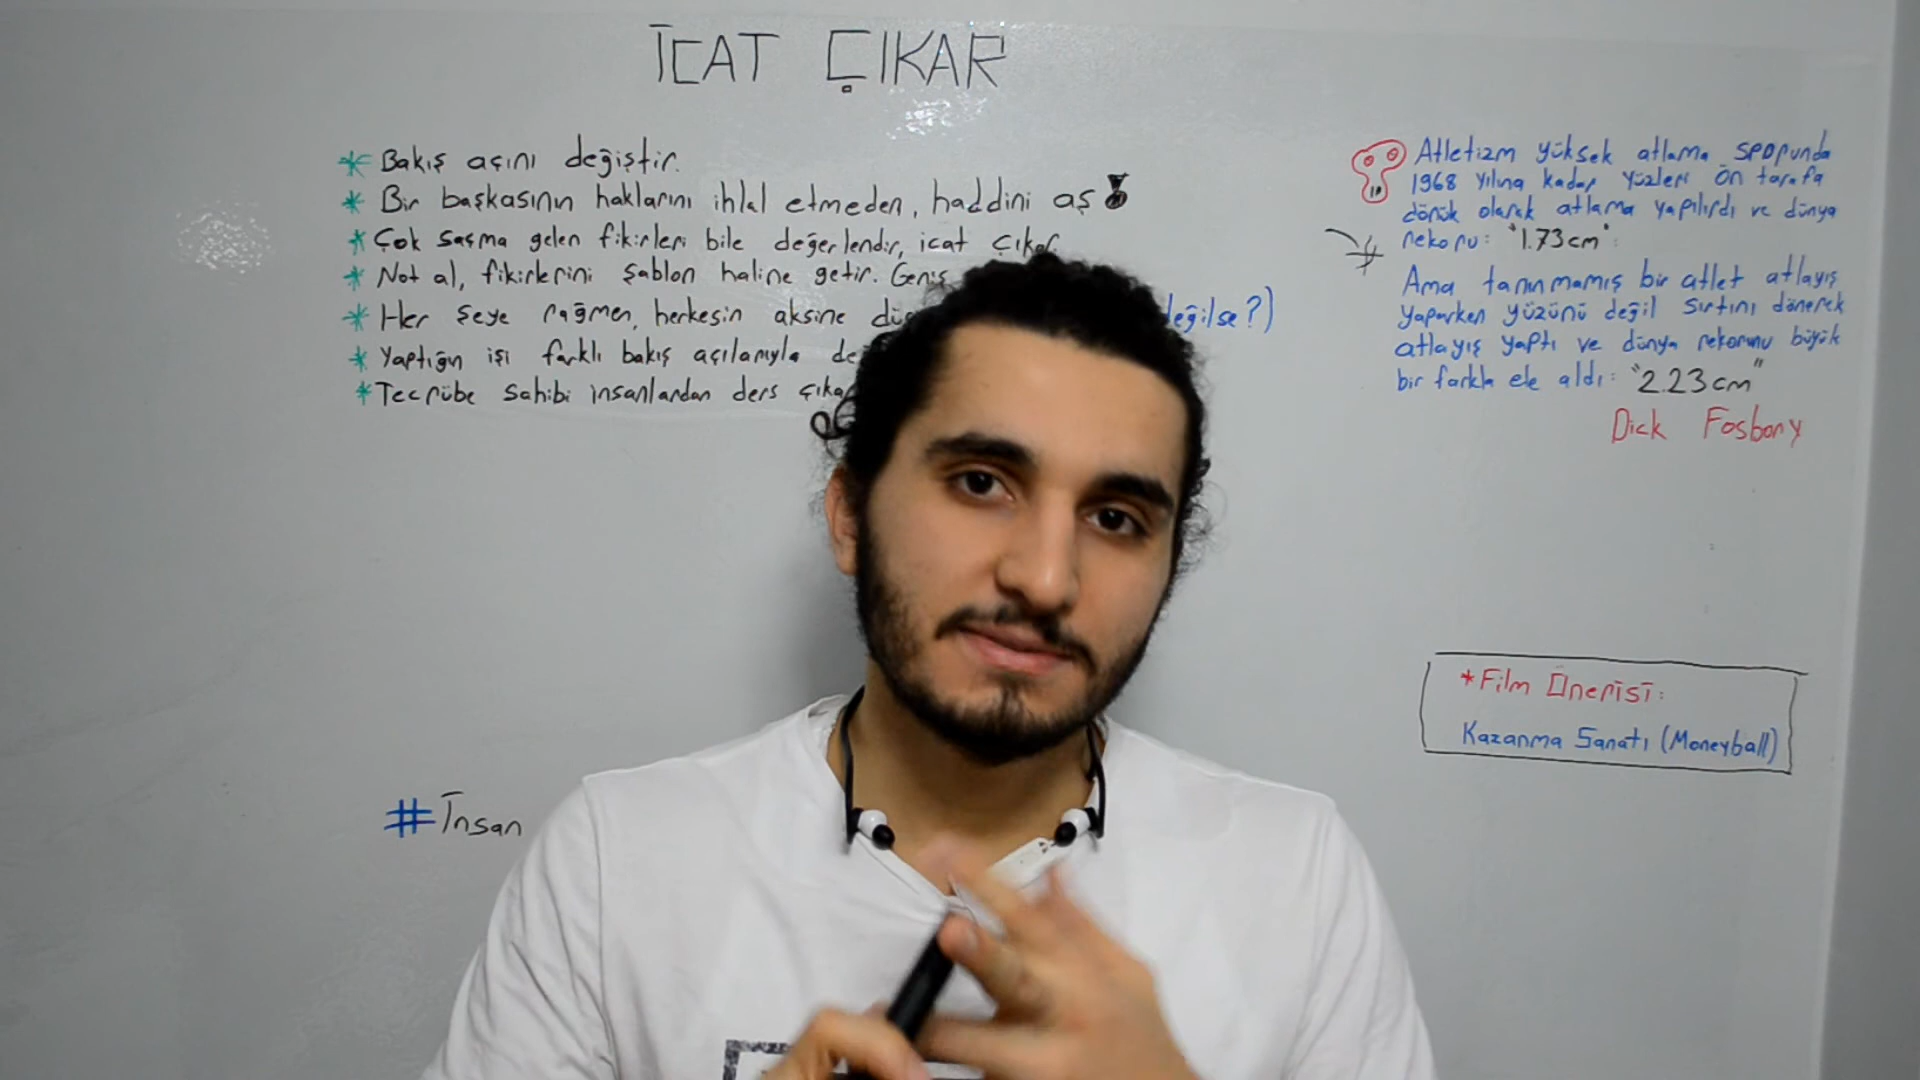 İCAT ÇIKAR
* Bakış açını değiştir.
* Bir başkasının haklarını ihlal etmeden, haddini aş
* Çok saçma gelen fikirleri bile değerlendir, icat çıkar.
* Not al, fikirlerini şablon haline getir. Geniş
* Her şeye rağmen, herkesin aksine değilse?)
* Yaptığın işi farklı bakış açılarıyla
* Tecrübe sahibi insanlardan ders
Atletizm yüksek atlama sporunda
1968 yılına kadar yüzleri ön tarafa
dönük olarak atlama yapılırdı ve dünya
rekoru: "1.73cm"
Ama tanınmamış bir atlet atlayış
yaparken yüzünü değil sırtını dönerek
atlayış yaptı ve dünya rekorunu büyük
bir farkla ele aldı: "2.23cm"
Dick Fosbory
* Film Önerisi:
Kazanma Sanatı (Moneyball)
# İnsan